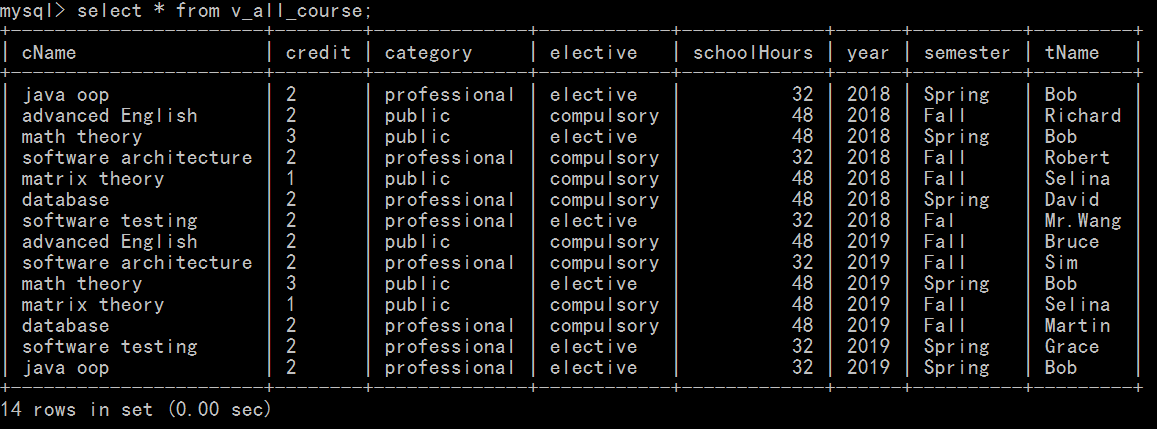 mysql> select * from v_all_course;
+-----------------------+--------+--------------+------------+-------------+------+----------+---------+
| cName                 | credit | category     | elective   | schoolHours | year | semester | tName   |
+-----------------------+--------+--------------+------------+-------------+------+----------+---------+
| java oop              | 2      | professional | elective   |          32 | 2018 | Spring   | Bob     |
| advanced English      | 2      | public       | compulsory |          48 | 2018 | Fall     | Richard |
| math theory           | 3      | public       | elective   |          48 | 2018 | Spring   | Bob     |
| software architecture | 2      | professional | compulsory |          32 | 2018 | Fall     | Robert  |
| matrix theory         | 1      | public       | compulsory |          48 | 2018 | Fall     | Selina  |
| database              | 2      | professional | compulsory |          48 | 2018 | Spring   | David   |
| software testing      | 2      | professional | elective   |          32 | 2018 | Fal      | Mr.Wang |
| advanced English      | 2      | public       | compulsory |          48 | 2019 | Fall     | Bruce   |
| software architecture | 2      | professional | compulsory |          32 | 2019 | Fall     | Sim     |
| math theory           | 3      | public       | elective   |          48 | 2019 | Spring   | Bob     |
| matrix theory         | 1      | public       | compulsory |          48 | 2019 | Fall     | Selina  |
| database              | 2      | professional | compulsory |          48 | 2019 | Fall     | Martin  |
| software testing      | 2      | professional | elective   |          32 | 2019 | Spring   | Grace   |
| java oop              | 2      | professional | elective   |          32 | 2019 | Spring   | Bob     |
+-----------------------+--------+--------------+------------+-------------+------+----------+---------+
14 rows in set (0.00 sec)